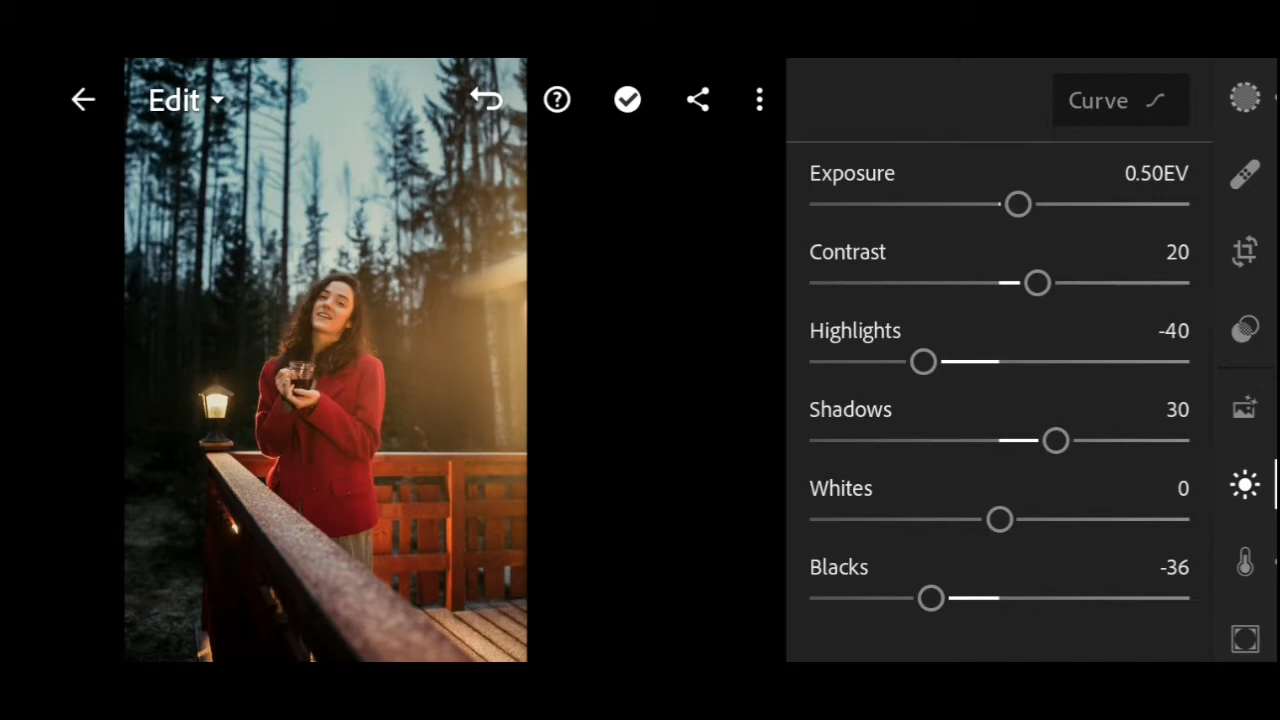 Edit
Curve
Exposure 0.50EV
Contrast 20
Highlights -40
Shadows 30
Whites 0
Blacks -36